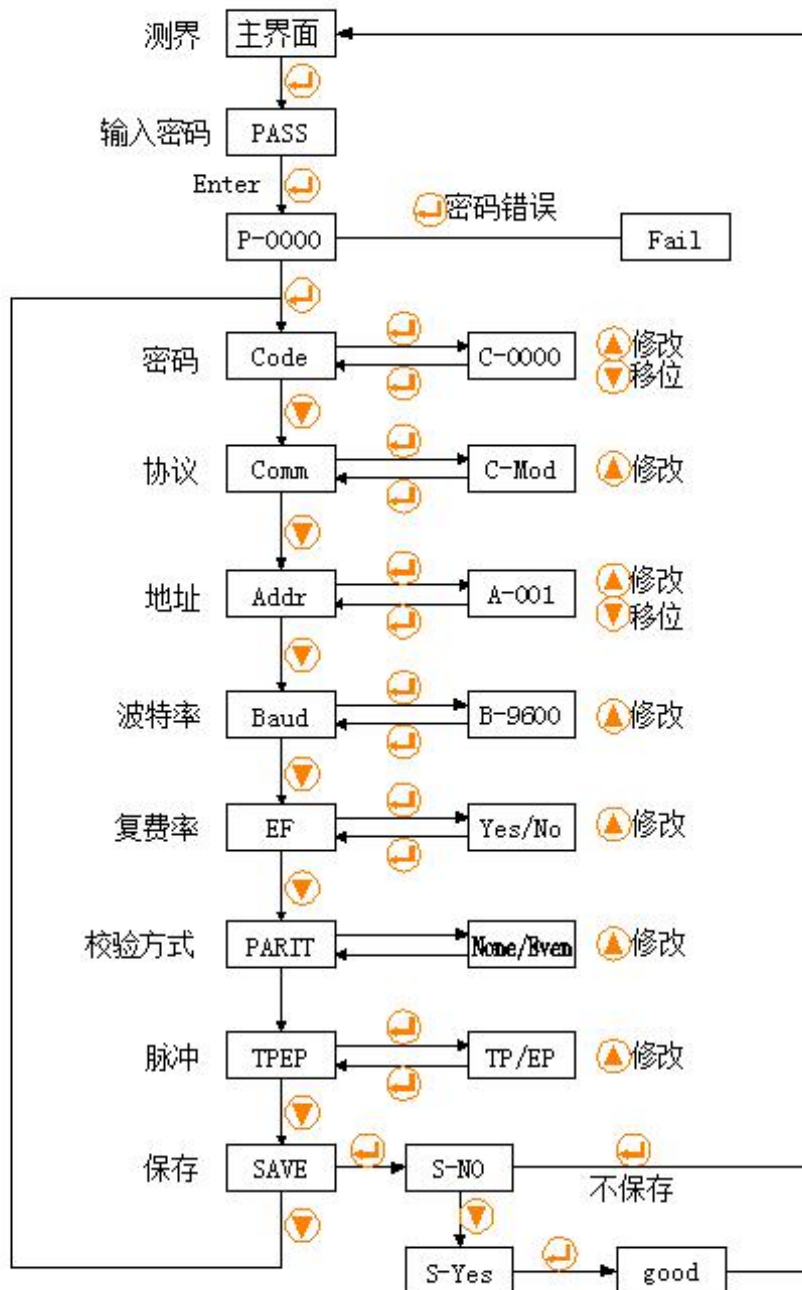 测界 主界面
输入密码 PASS
Enter
密码错误
P-0000 Fail
密码 Code C-0000 修改
移位
协议 Comm C-Mod 修改
地址 Addr A-001 修改
移位
波特率 Baud B-9600 修改
复费率 EF Yes/No 修改
校验方式 PARIT None/Even 修改
脉冲 TPEP TP/EP 修改
保存 SAVE S-NO
不保存
S-Yes good